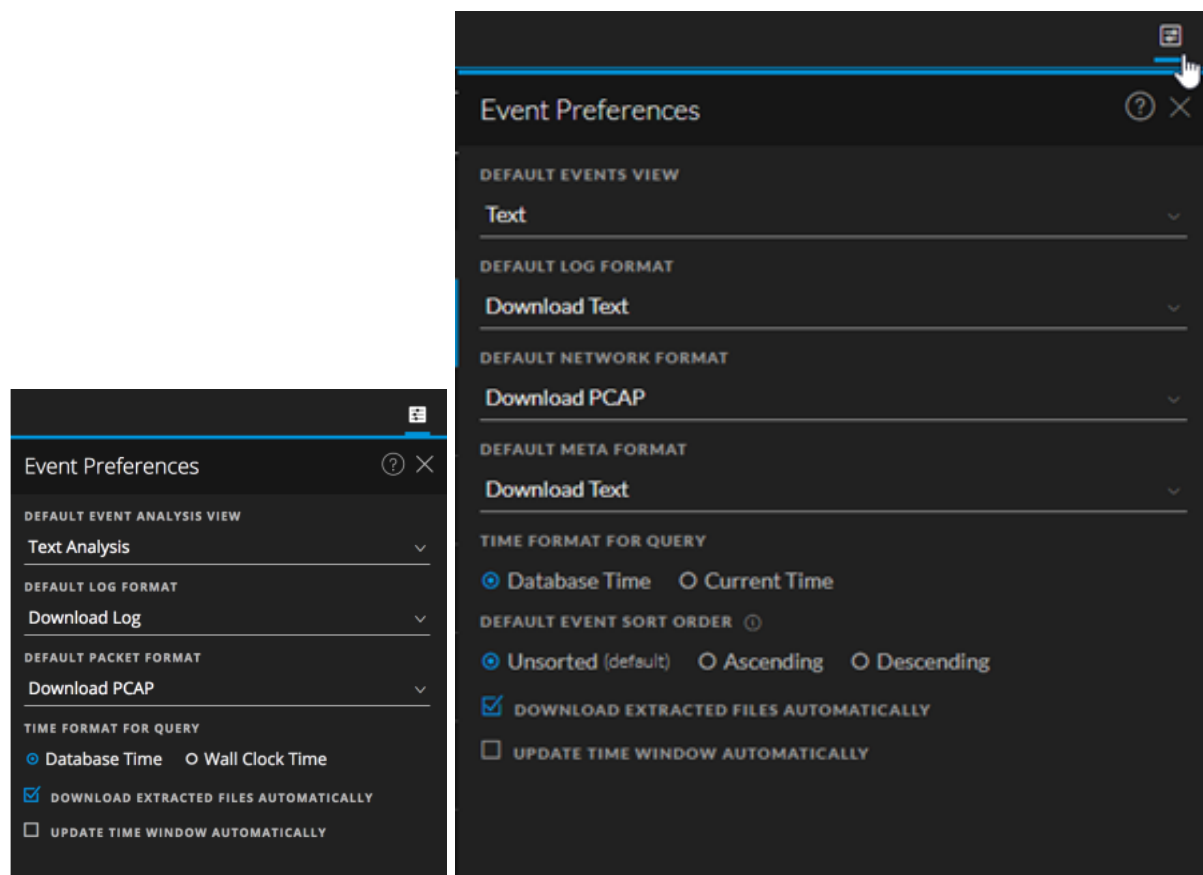 Event Preferences
DEFAULT EVENT ANALYSIS VIEW
Text Analysis
DEFAULT LOG FORMAT
Download Log
DEFAULT PACKET FORMAT
Download PCAP
TIME FORMAT FOR QUERY
Database Time Wall Clock Time
DOWNLOAD EXTRACTED FILES AUTOMATICALLY
UPDATE TIME WINDOW AUTOMATICALLY
Event Preferences
DEFAULT EVENTS VIEW
Text
DEFAULT LOG FORMAT
Download Text
DEFAULT NETWORK FORMAT
Download PCAP
DEFAULT META FORMAT
Download Text
TIME FORMAT FOR QUERY
Database Time Current Time
DEFAULT EVENT SORT ORDER
Unsorted (default) Ascending Descending
DOWNLOAD EXTRACTED FILES AUTOMATICALLY
UPDATE TIME WINDOW AUTOMATICALLY